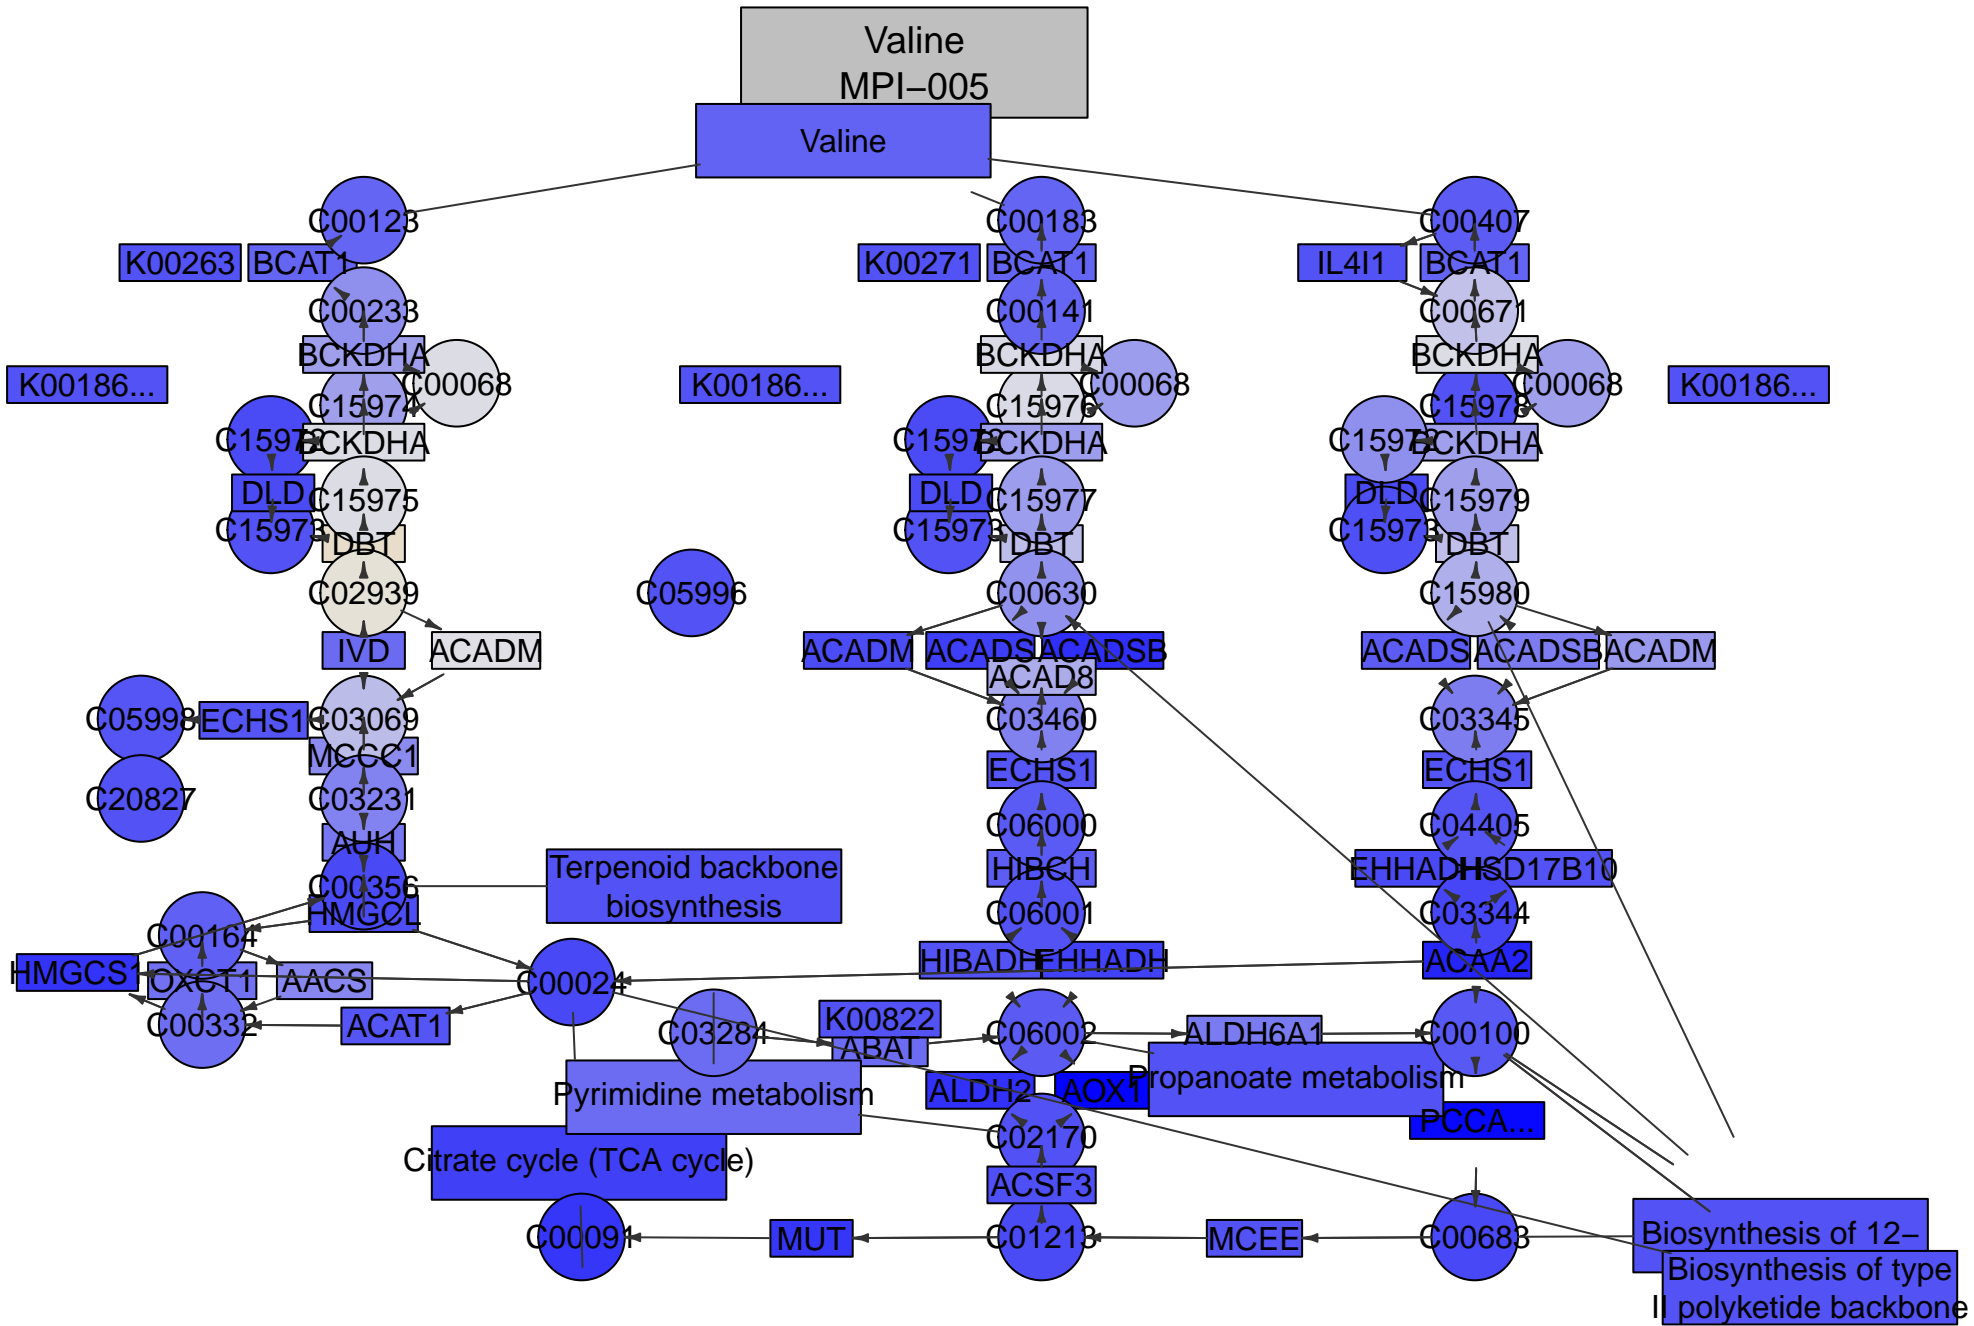 Valine
MPI−005
Valine
C00123
C00183
C00407
K00263
BCAT1
K00271
BCAT1
IL4I1
BCAT1
C00233
C00141
C00671
BCKDHA
BCKDHA
BCKDHA
K00186...
C00068
K00186...
C00068
C00068
K00186...
C15974
C15976
C15978
C15972
BCKDHA
C15972
BCKDHA
C15972
BCKDHA
DLD
C15975
DLD
C15977
DLD
C15979
C15973
DBT
C15973
DBT
C15973
DBT
C02939
C05996
C00630
C15980
IVD
ACADM
ACADM
ACADS
ACADSB
ACADS
ACADSB
ACADM
ACAD8
C05998
ECHS1
C03069
C03460
C03345
MCCC1
ECHS1
ECHS1
C20827
C03231
C06000
C04405
AUH
Terpenoid backbone
biosynthesis
HIBCH
EHHADH
HSD17B10
C00356
HMGCL
C06001
C03344
C00164
HIBADH
EHHADH
ACAA2
HMGCS1
OXCT1
AACS
C00024
C00332
ACAT1
C03284
K00822
ABAT
C06002
ALDH6A1
C00100
Pyrimidine metabolism
ALDH2
AOX1
Propanoate metabolism
PCCA...
C02170
Citrate cycle (TCA cycle)
ACSF3
C00091
MUT
C01213
MCEE
C00683
Biosynthesis of 12−
Biosynthesis of type
II polyketide backbone